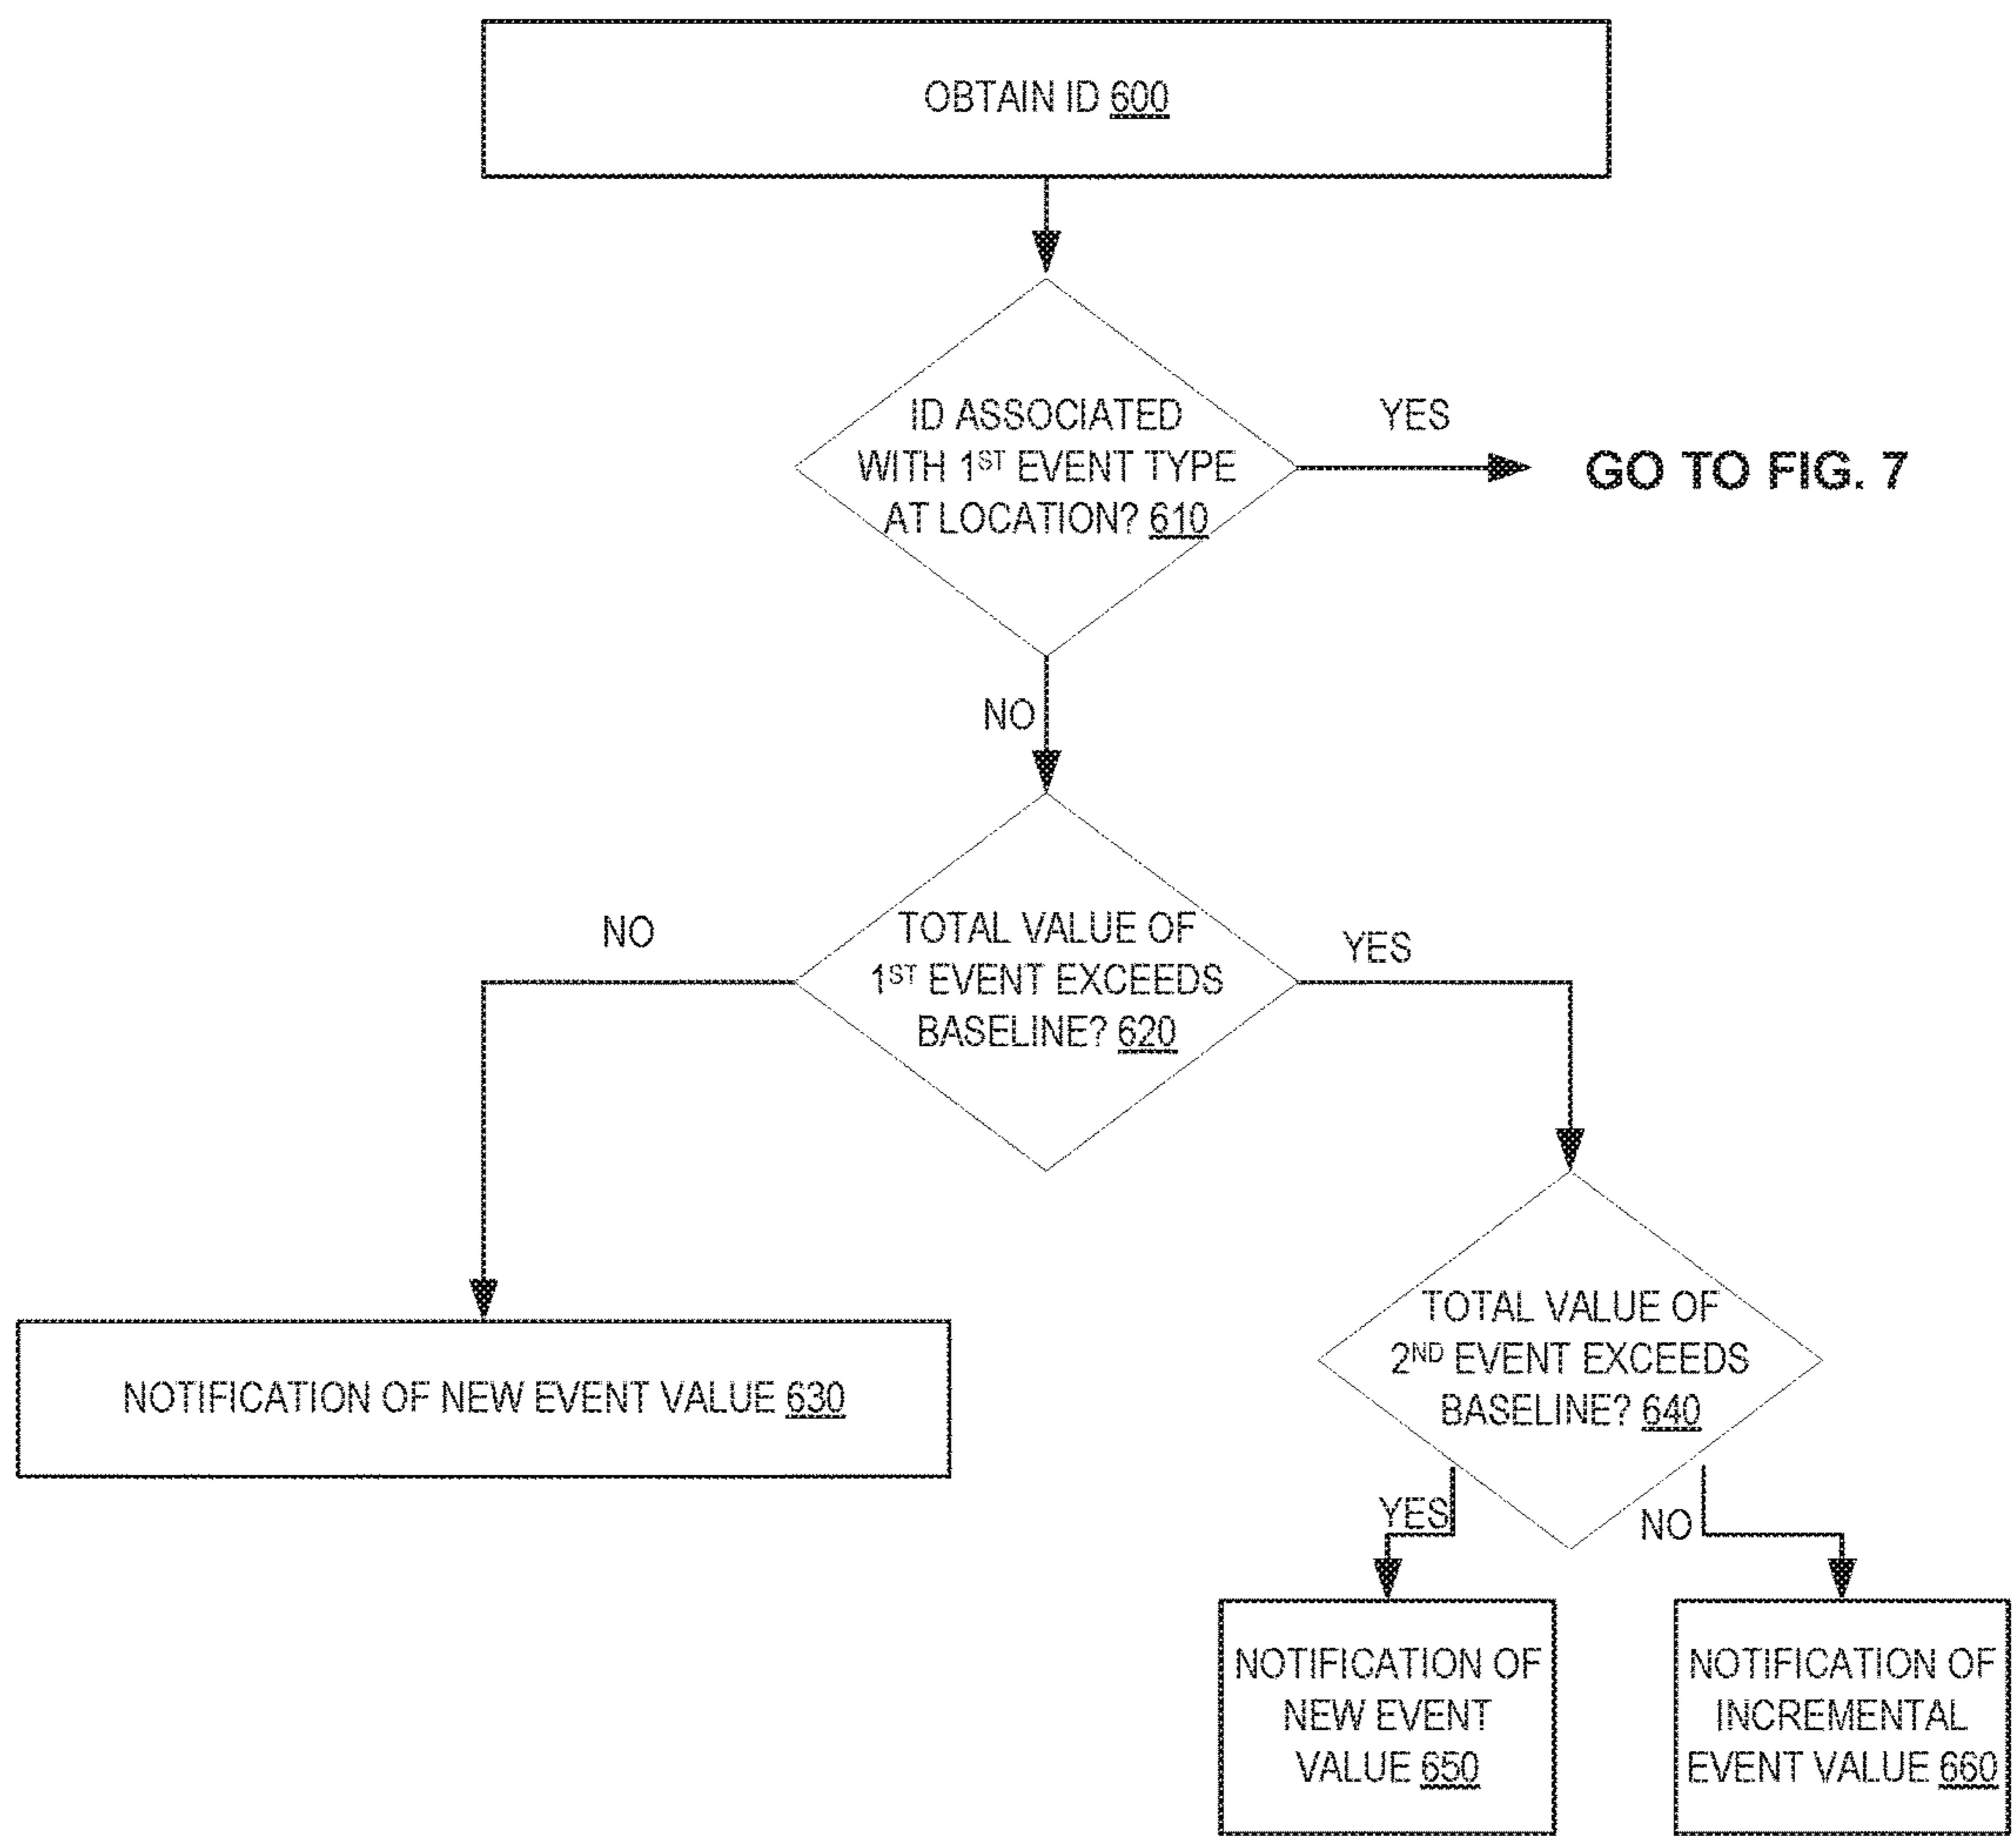 OBTAIN ID 600
ID ASSOCIATED
WITH 1ST EVENT TYPE
AT LOCATION? 610
YES
GO TO FIG. 7
NO
TOTAL VALUE OF
1ST EVENT EXCEEDS
BASELINE? 620
NO
YES
NOTIFICATION OF NEW EVENT VALUE 630
TOTAL VALUE OF
2ND EVENT EXCEEDS
BASELINE? 640
YES
NO
NOTIFICATION OF
NEW EVENT
VALUE 650
NOTIFICATION OF
INCREMENTAL
EVENT VALUE 660